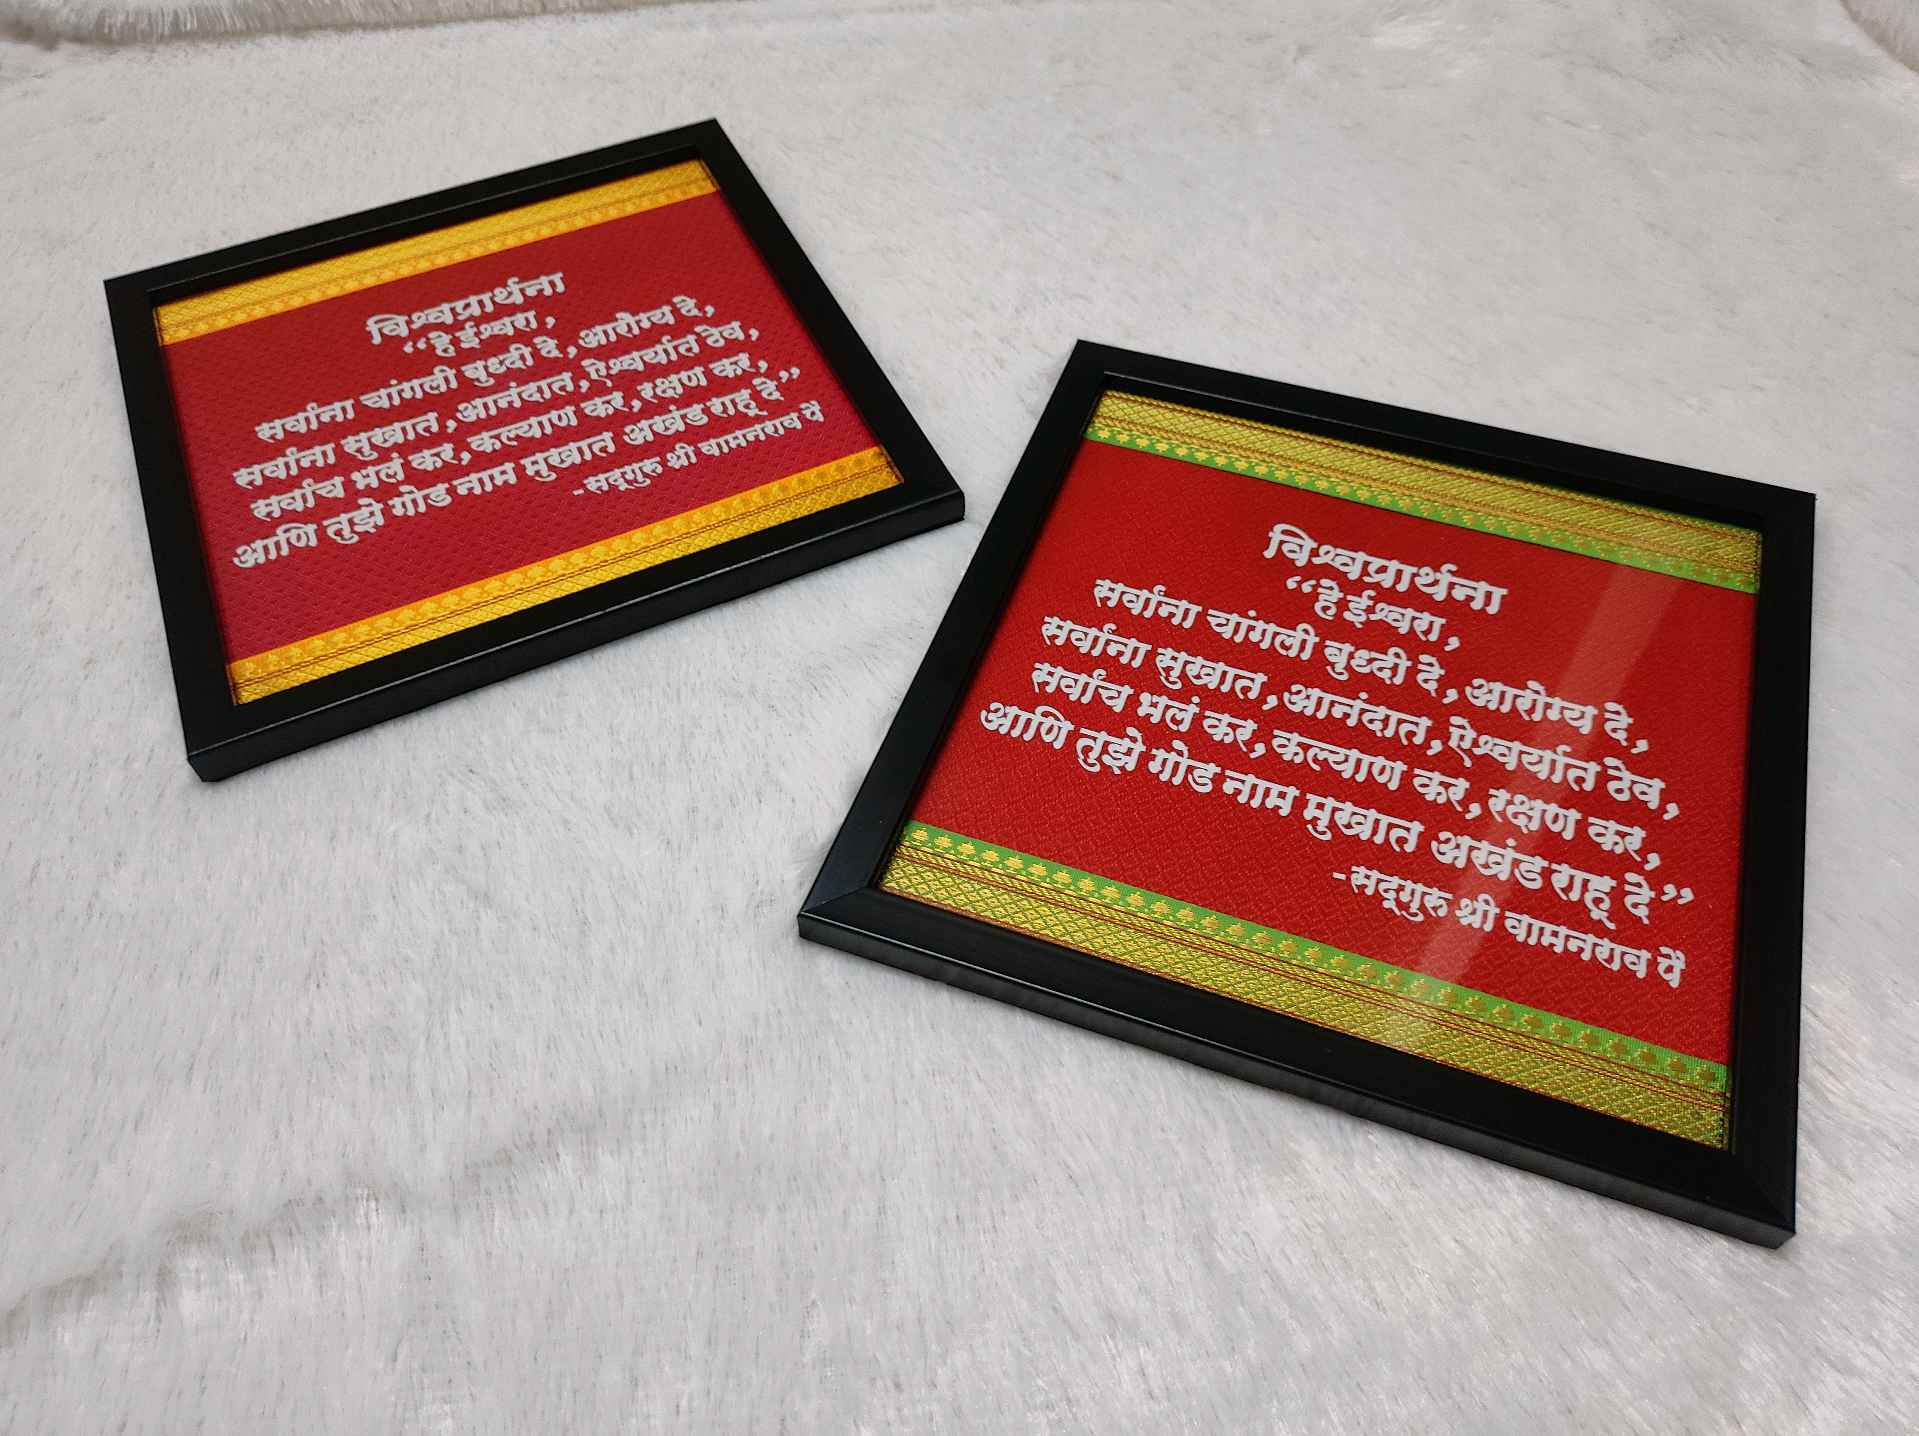 विश्वप्रार्थना
“हे ईश्वरा,
सर्वांना चांगली बुध्दी दे,आरोग्य दे,
सर्वांना सुखात,आनंदात,ऐश्वर्यात ठेव,
सर्वांच भलं कर,कल्याण कर,रक्षण कर,
आणि तुझे गोड नाम मुखात अखंड राहू दे”
-सद्गुरु श्री वामनराव पै
विश्वप्रार्थना
“हे ईश्वरा,
सर्वांना चांगली बुध्दी दे,आरोग्य दे,
सर्वांना सुखात,आनंदात,ऐश्वर्यात ठेव,
सर्वांच भलं कर,कल्याण कर,रक्षण कर,
आणि तुझे गोड नाम मुखात अखंड राहू दे”
-सद्गुरु श्री वामनराव पै